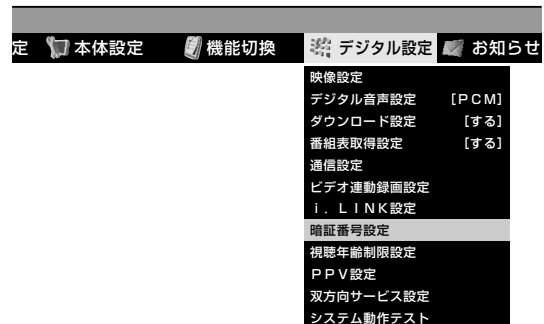 定 本体設定 機能切換 デジタル設定 お知らせ
映像設定
デジタル音声設定 [PCM]
ダウンロード設定 [する]
番組表取得設定 [する]
通信設定
ビデオ連動録画設定
i．LINK設定
暗証番号設定
視聴年齢制限設定
PPV設定
双方向サービス設定
システム動作テスト